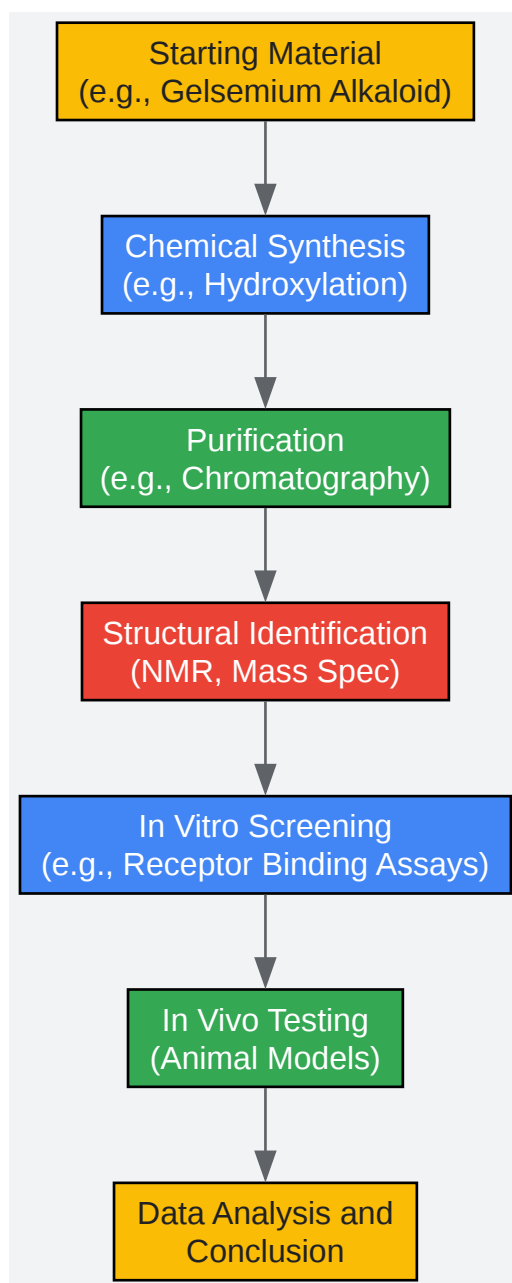 Starting Material
(e.g., Gelsemium Alkaloid)
Chemical Synthesis
(e.g., Hydroxylation)
Purification
(e.g., Chromatography)
Structural Identification
(NMR, Mass Spec)
In Vitro Screening
(e.g., Receptor Binding Assays)
In Vivo Testing
(Animal Models)
Data Analysis and
Conclusion